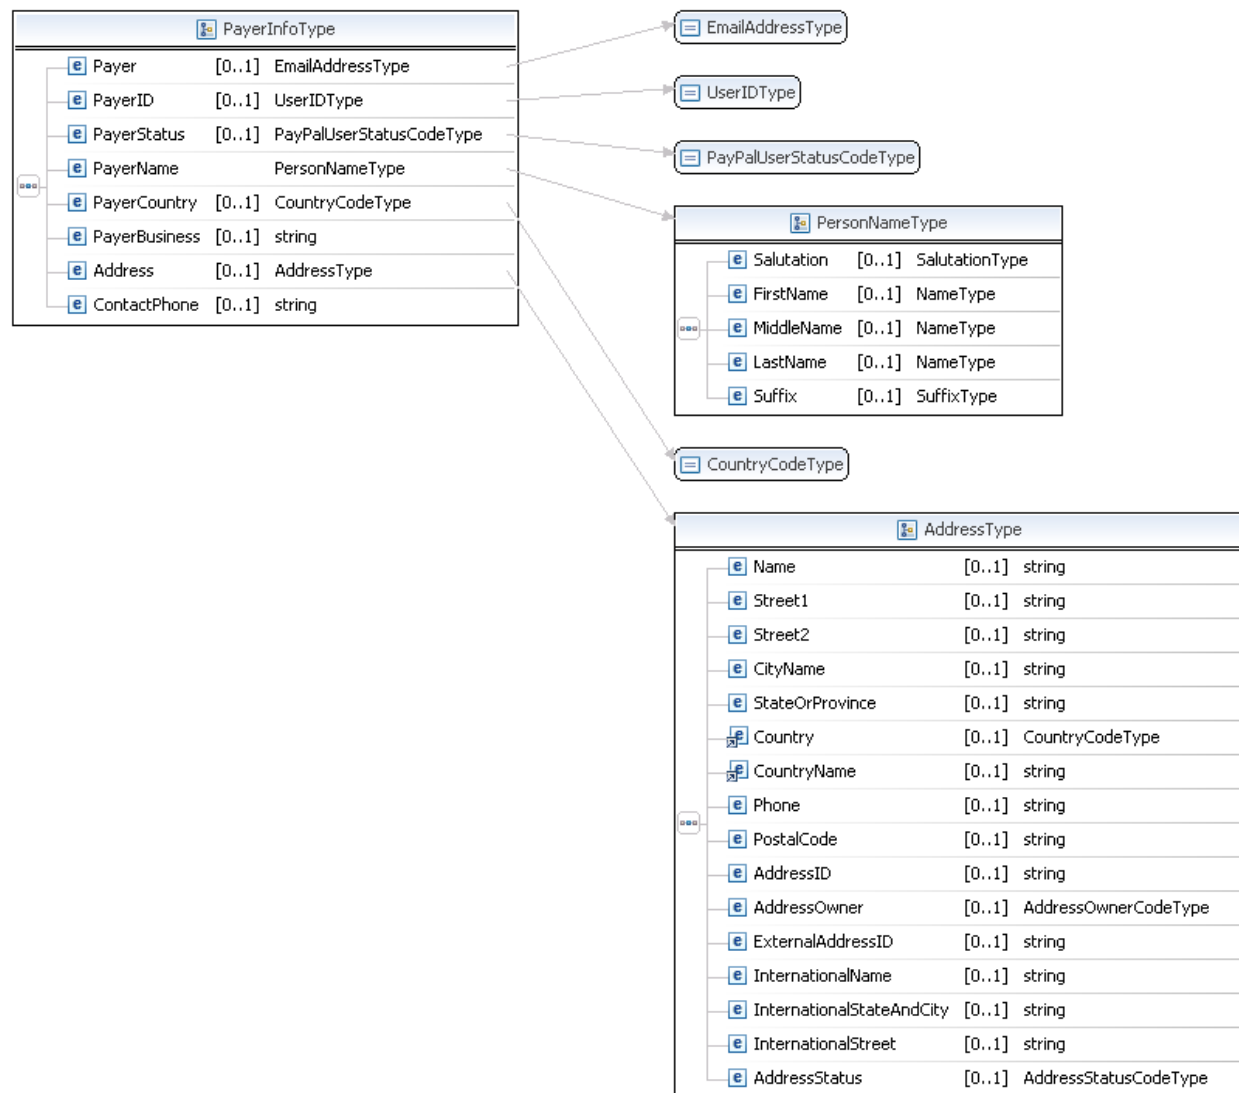 PayerInfoType
e Payer [0..1] EmailAddressType
e PayerID [0..1] UserIDType
e PayerStatus [0..1] PayPalUserStatusCodeType
e PayerName PersonNameType
e PayerCountry [0..1] CountryCodeType
e PayerBusiness [0..1] string
e Address [0..1] AddressType
e ContactPhone [0..1] string
EmailAddressType
UserIDType
PayPalUserStatusCodeType
PersonNameType
e Salutation [0..1] SalutationType
e FirstName [0..1] NameType
e MiddleName [0..1] NameType
e LastName [0..1] NameType
e Suffix [0..1] SuffixType
CountryCodeType
AddressType
e Name [0..1] string
e Street1 [0..1] string
e Street2 [0..1] string
e CityName [0..1] string
e StateOrProvince [0..1] string
e Country [0..1] CountryCodeType
e CountryName [0..1] string
e Phone [0..1] string
e PostalCode [0..1] string
e AddressID [0..1] string
e AddressOwner [0..1] AddressOwnerCodeType
e ExternalAddressID [0..1] string
e InternationalName [0..1] string
e InternationalStateAndCity [0..1] string
e InternationalStreet [0..1] string
e AddressStatus [0..1] AddressStatusCodeType